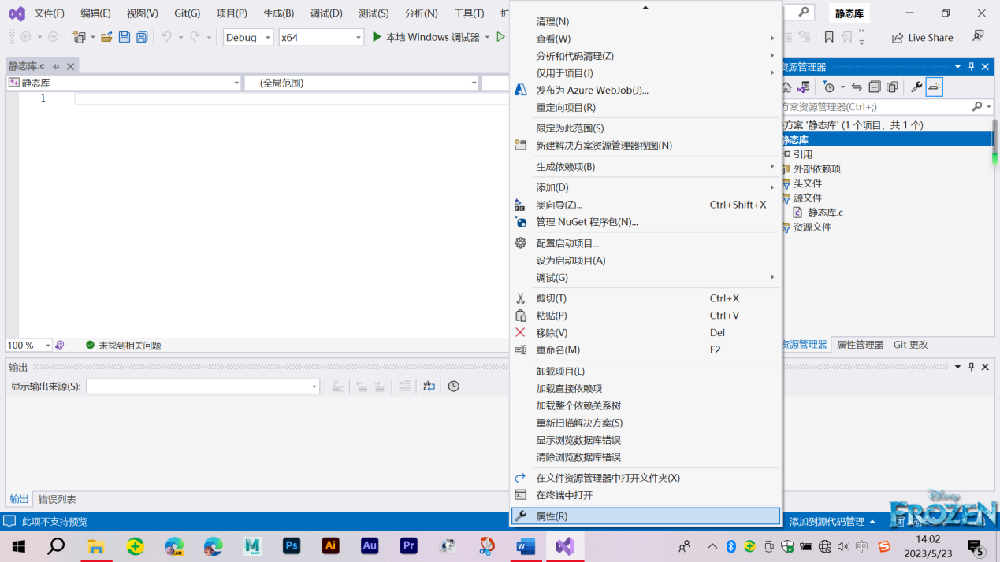 文件(F) 编辑(E) 视图(V) Git(G) 项目(P) 生成(B) 调试(D) 测试(S) 分析(N) 工具(T) 扩
静态库
Debug x64 本地 Windows 调试器
Live Share
静态库.c
静态库 (全局范围)
1
100 % 未找到相关问题
输出
显示输出来源(S):
输出 错误列表
此项不支持预览
清理(N)
查看(W)
分析和代码清理(Z)
仅用于项目(J)
发布为 Azure WebJob(J)...
重定向项目(R)
限定为此范围(S)
新建解决方案资源管理器视图(N)
生成依赖项(B)
添加(D)
类向导(Z)... Ctrl+Shift+X
管理 NuGet 程序包(N)...
配置启动项目...
设为启动项目(A)
调试(G)
剪切(T) Ctrl+X
粘贴(P) Ctrl+V
移除(V) Del
重命名(M) F2
卸载项目(L)
加载直接依赖项
加载整个依赖关系树
重新扫描解决方案(S)
显示浏览数据库错误
清除浏览数据库错误
在文件资源管理器中打开文件夹(X)
在终端中打开
属性(R)
资源管理器
方案资源管理器(Ctrl+;)
方案 '静态库' (1 个项目，共 1 个)
静态库
引用
外部依赖项
头文件
源文件
静态库.c
资源文件
资源管理器 属性管理器 Git 更改
添加到源代码管理
Disney
FROZEN
CAN M Ps Ai Au Pr W 中 S
14:02
2023/5/23
5